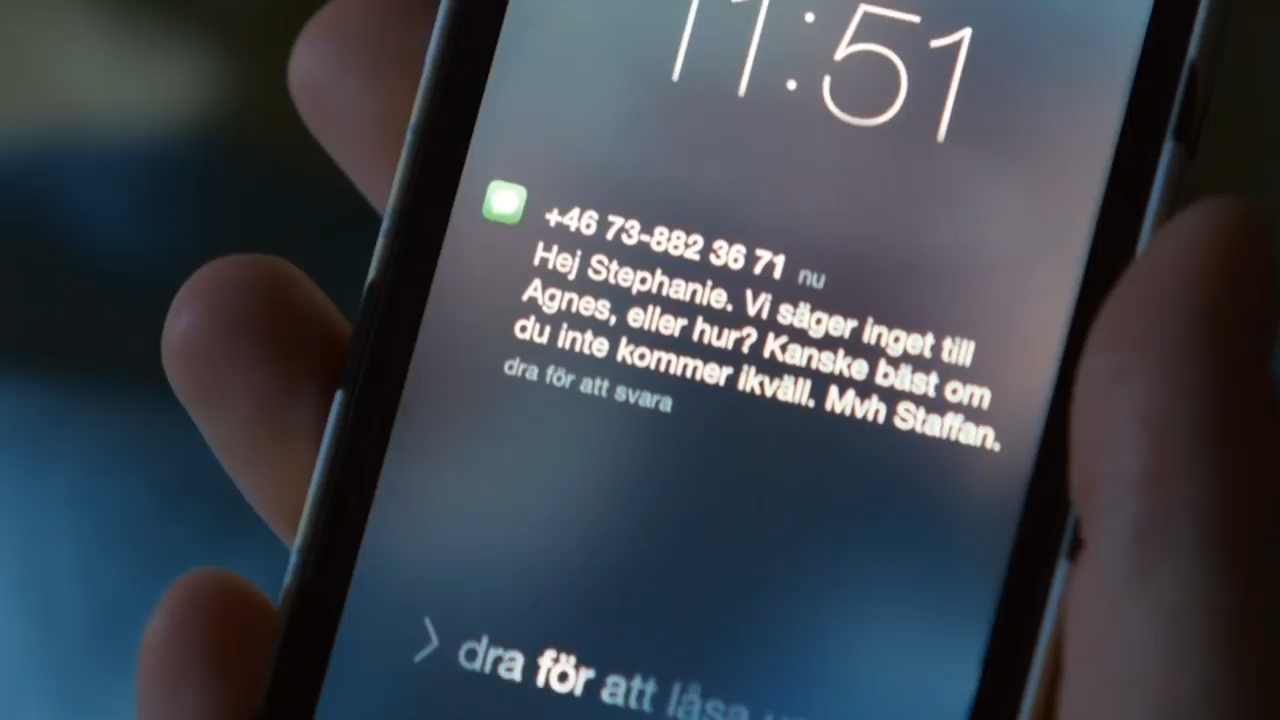 11:51
+46 73-882 36 71 nu
Hej Stephanie. Vi säger inget till
Agnes, eller hur? Kanske bäst om
du inte kommer ikväll. Mvh Staffan.
dra för att svara
> dra för att låsa